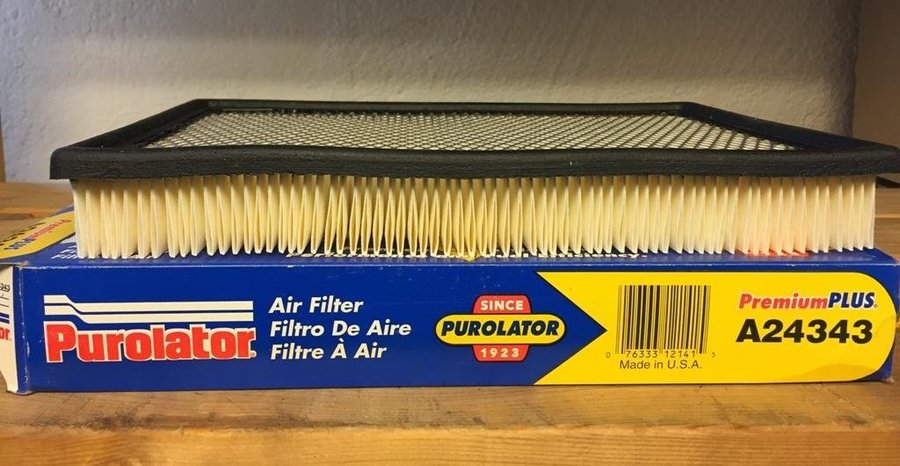 Purolator
Air Filter
Filtro De Aire
Filtre À Air
SINCE
PUROLATOR
1923
0 76333 12141 5
Made in U.S.A.
PremiumPLUS
A24343